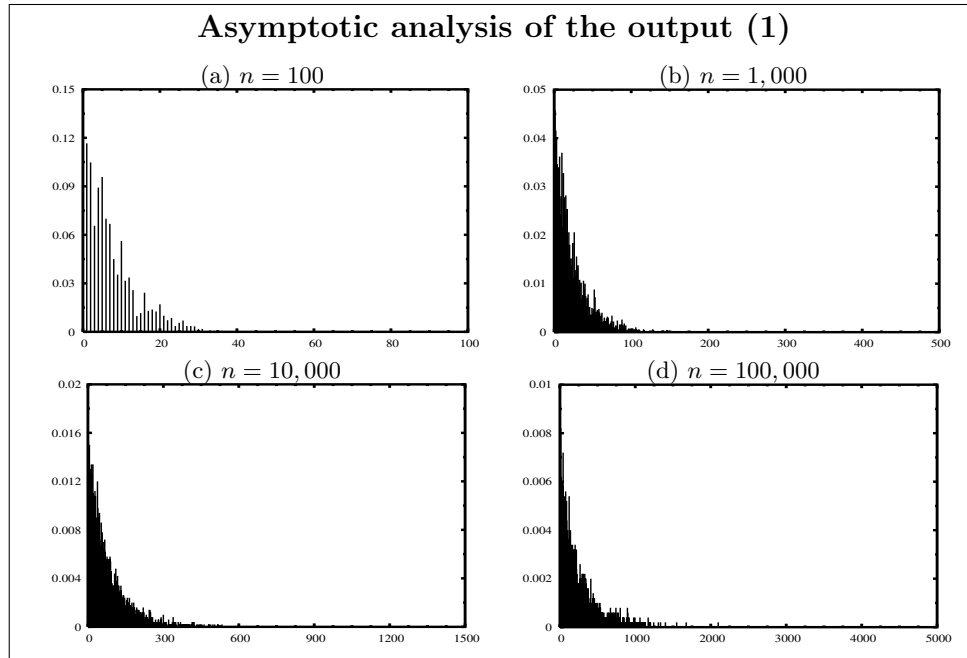 Asymptotic analysis of the output (1)
(a) n = 100
0.15
0.12
0.09
0.06
0.03
0
0 20 40 60 80 100
(b) n = 1,000
0.05
0.04
0.03
0.02
0.01
0
0 100 200 300 400 500
(c) n = 10,000
0.02
0.016
0.012
0.008
0.004
0
0 300 600 900 1200 1500
(d) n = 100,000
0.01
0.008
0.006
0.004
0.002
0
0 1000 2000 3000 4000 5000